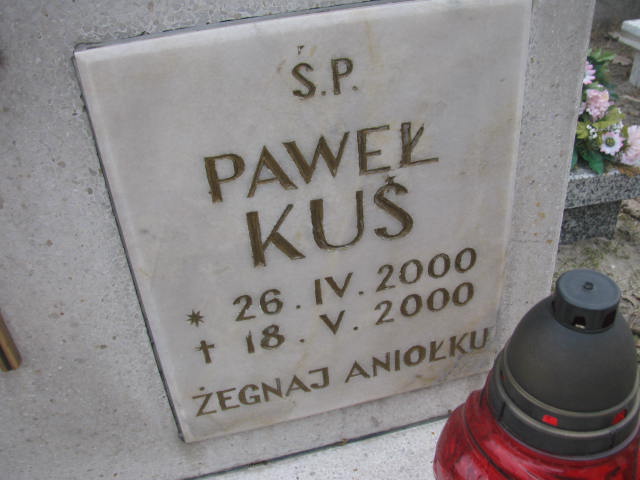 Ś.P.
PAWEŁ
KUŚ
* 26. IV. 2000
† 18. V. 2000
ŻEGNAJ ANIOŁKU